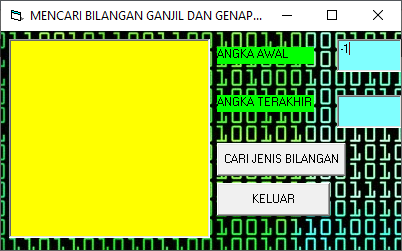 MENCARI BILANGAN GANJIL DAN GENAP...
ANGKA AWAL
-1
ANGKA TERAKHIR
CARI JENIS BILANGAN
KELUAR